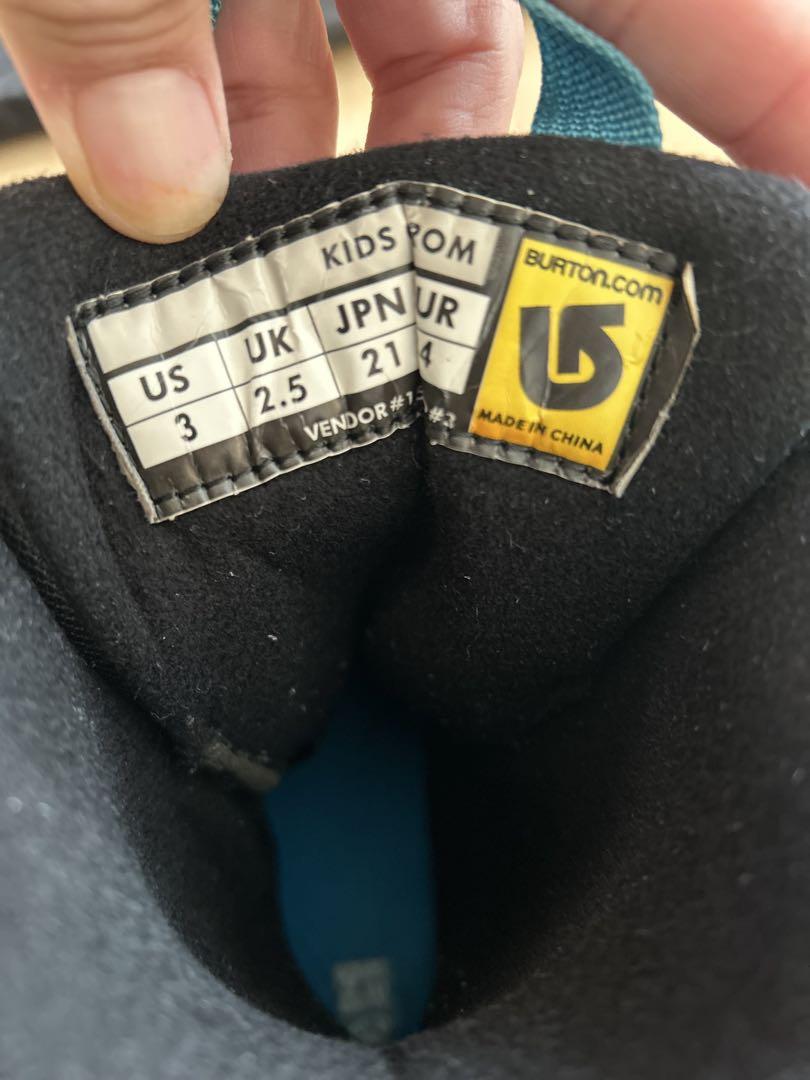 KIDS
US UK JPN
3 2.5 21
VENDOR
BURTON.COM
MADE IN CHINA